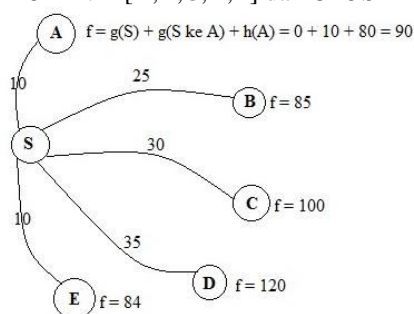 A f = g(S) + g(S ke A) + h(A) = 0 + 10 + 80 = 90
10
25
B f = 85
S
30
C f = 100
10
35
D f = 120
E f = 84